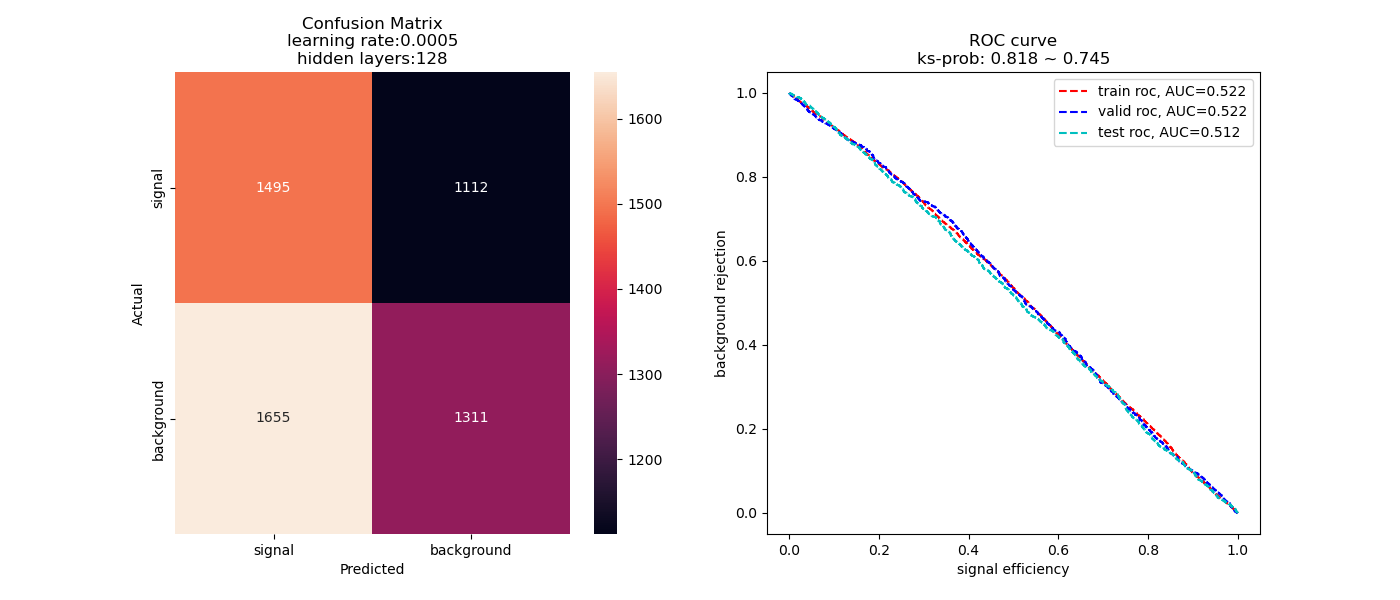 Confusion Matrix
learning rate:0.0005
hidden layers:128
signal
background
Actual
1495
1112
1655
1311
signal
background
Predicted
1600
1500
1400
1300
1200
ROC curve
ks-prob: 0.818 ~ 0.745
train roc, AUC=0.522
valid roc, AUC=0.522
test roc, AUC=0.512
background rejection
1.0
0.8
0.6
0.4
0.2
0.0
0.0
0.2
0.4
0.6
0.8
1.0
signal efficiency